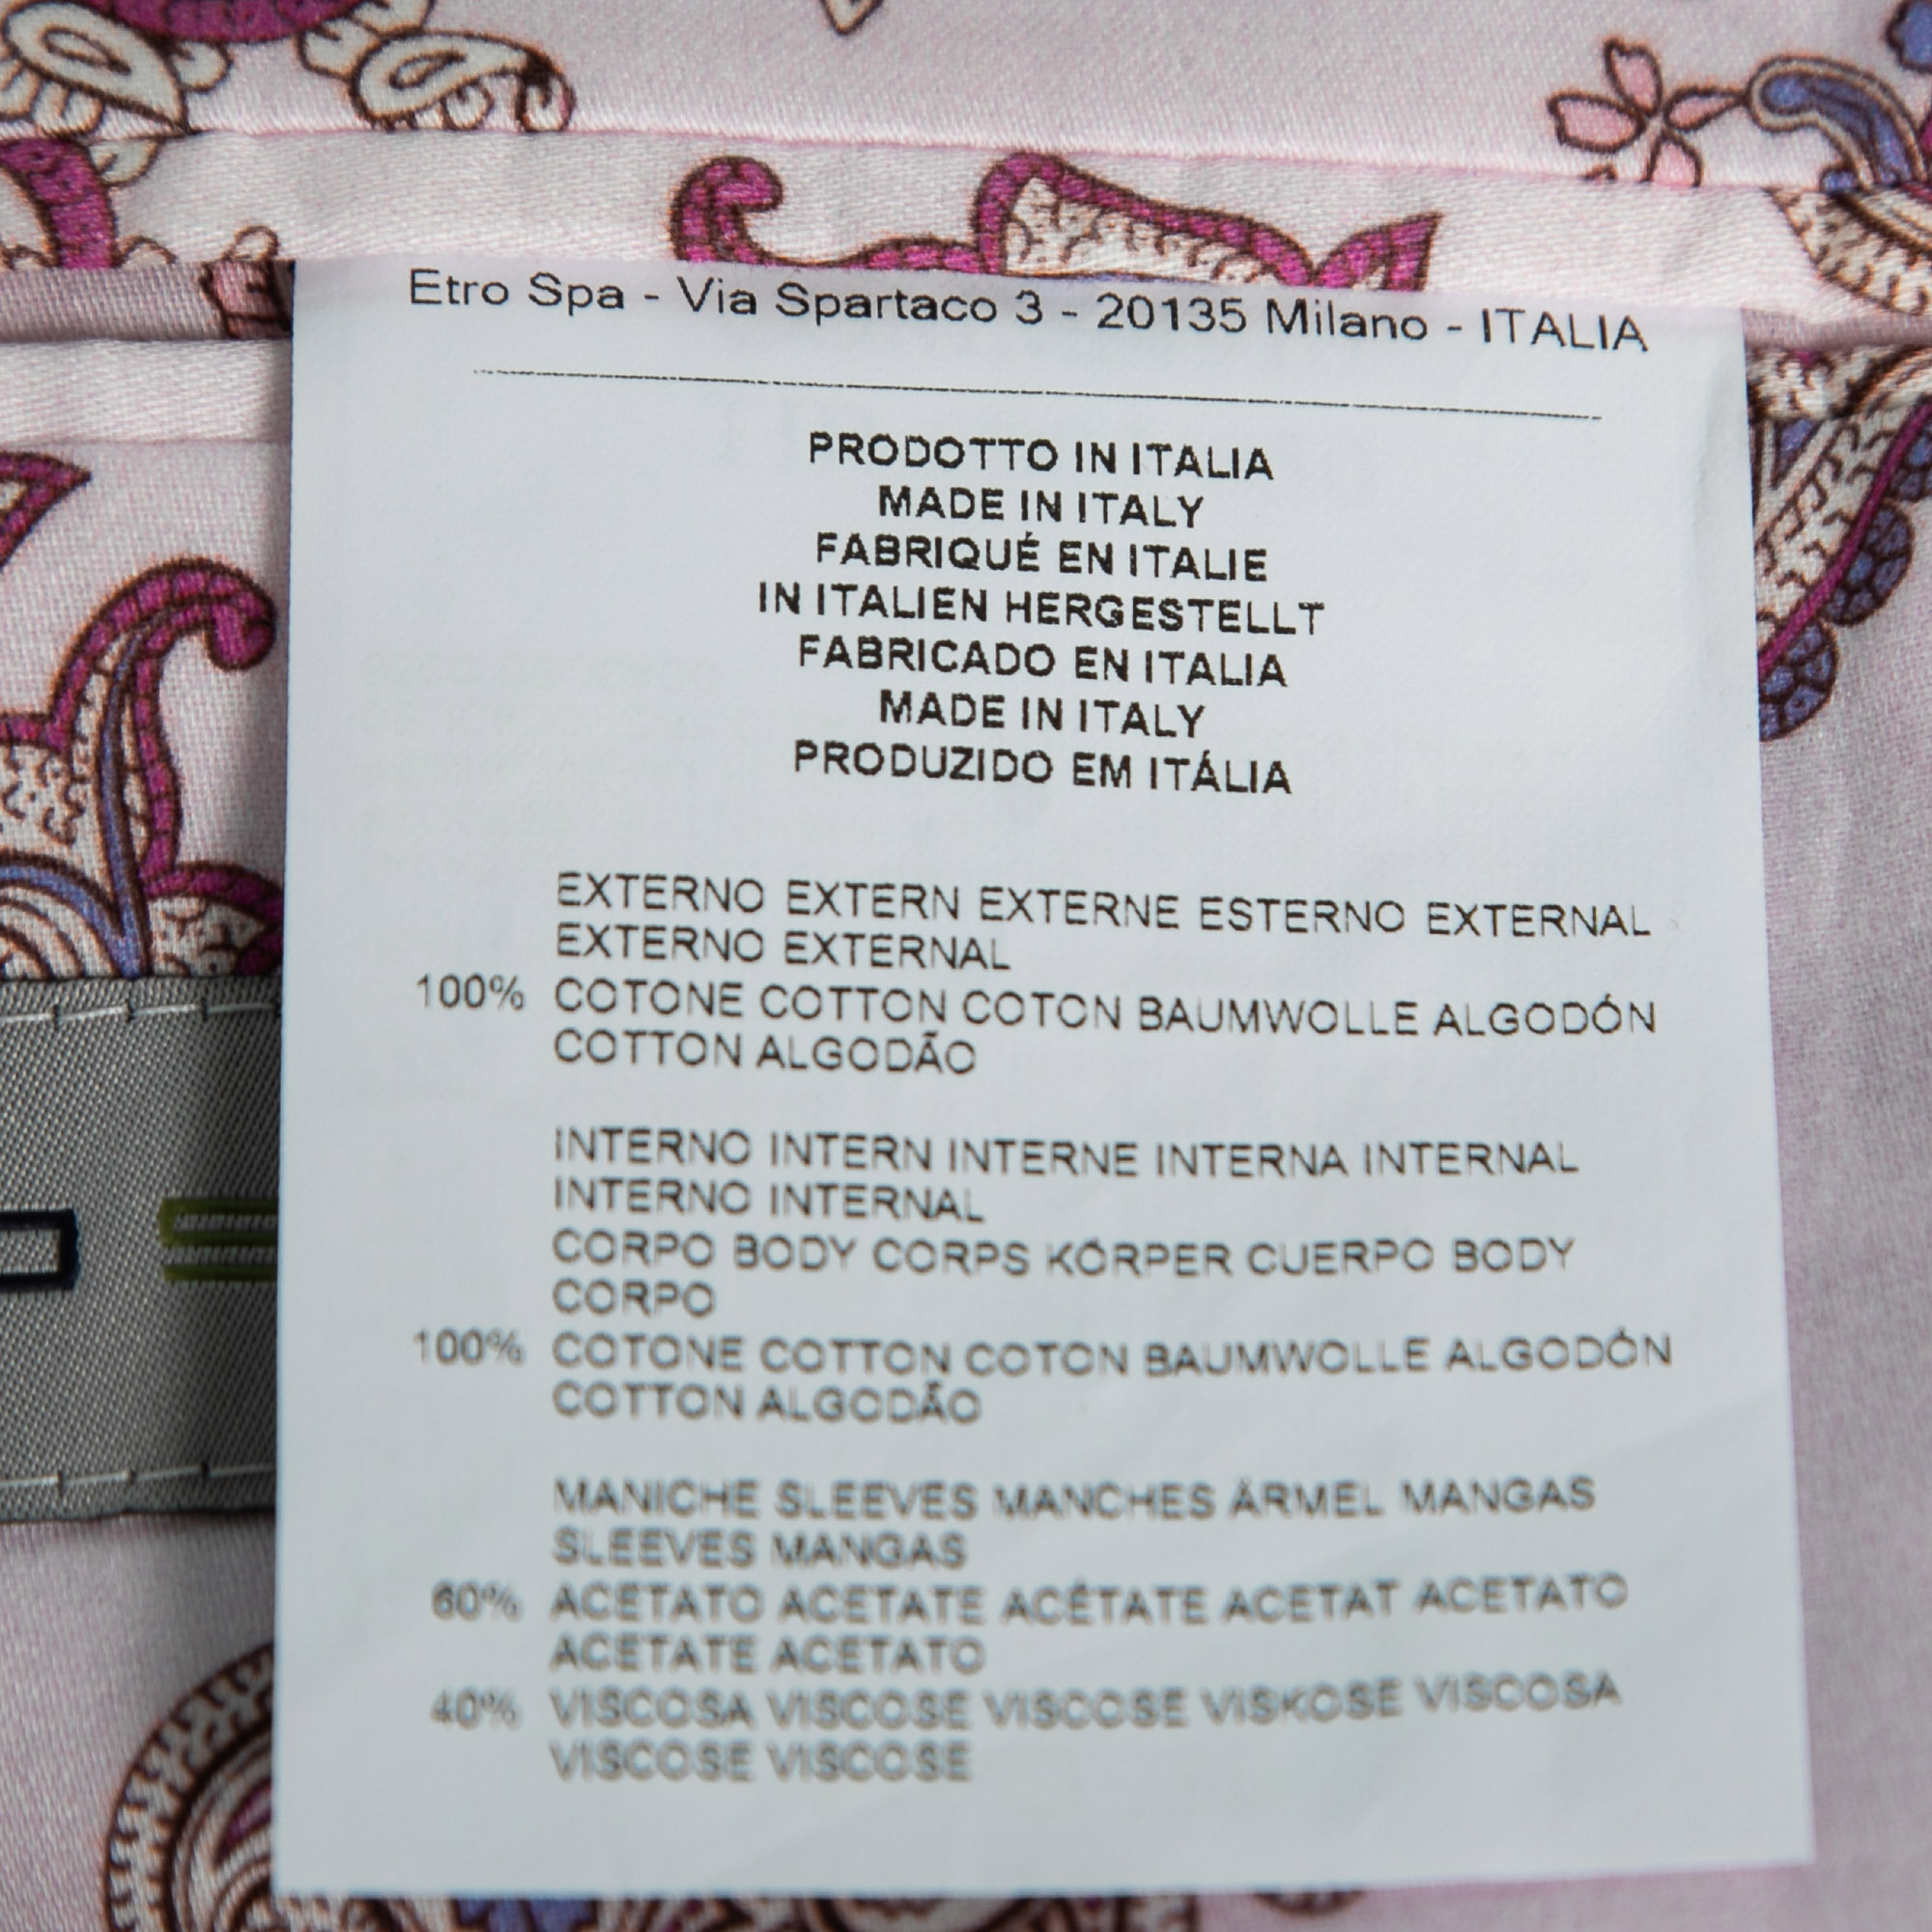 Etro Spa - Via Spartaco 3 - 20135 Milano - ITALIA
PRODOTTO IN ITALIA
MADE IN ITALY
FABRIQUÉ EN ITALIE
IN ITALIEN HERGESTELLT
FABRICADO EN ITALIA
MADE IN ITALY
PRODUZIDO EM ITÁLIA
EXTERNO EXTERN EXTERNE ESTERNO EXTERNAL
EXTERNO EXTERNAL
100% COTONE COTTON COTON BAUMWOLLE ALGODÓN
COTTON ALGODÃO
INTERNO INTERN INTERNE INTERNA INTERNAL
INTERNO INTERNAL
CORPO BODY CORPS KÖRPER CUERPO BODY
CORPO
100% COTONE COTTON COTON BAUMWOLLE ALGODÓN
COTTON ALGODÃO
MANICHE SLEEVES MANCHES ÄRMEL MANGAS
SLEEVES MANGAS
60% ACETATO ACETATE ACÉTATE ACETAT ACETATO
ACETATE ACETATO
40% VISCOSA VISCOSE VISCOSE VISKOSE VISCOSA
VISCOSE VISCOSE